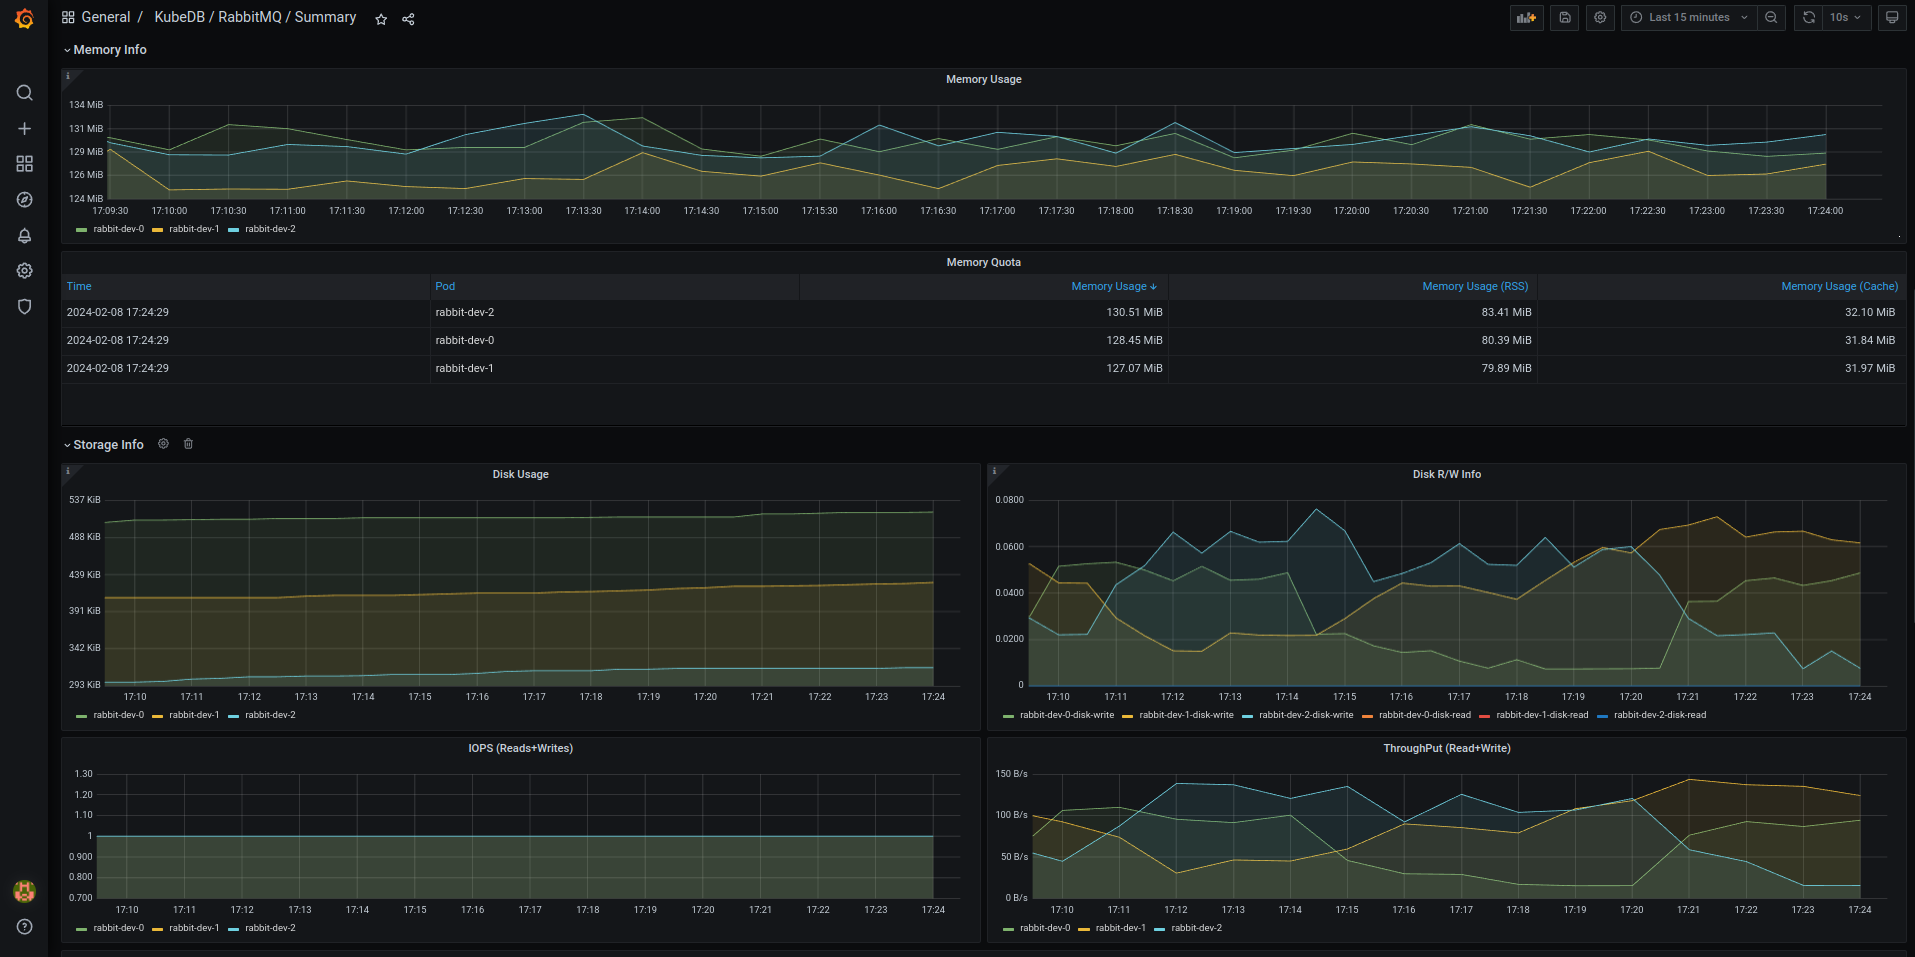 General / KubeDB / RabbitMQ / Summary
Last 15 minutes
10s
Memory Info
Memory Usage
134 MiB
131 MiB
129 MiB
126 MiB
124 MiB
17:09:30 17:10:00 17:10:30 17:11:00 17:11:30 17:12:00 17:12:30 17:13:00 17:13:30 17:14:00 17:14:30 17:15:00 17:15:30 17:16:00 17:16:30 17:17:00 17:17:30 17:18:00 17:18:30 17:19:00 17:19:30 17:20:00 17:20:30 17:21:00 17:21:30 17:22:00 17:22:30 17:23:00 17:23:30 17:24:00
rabbit-dev-0 rabbit-dev-1 rabbit-dev-2
Memory Quota
Time Pod Memory Usage Memory Usage (RSS) Memory Usage (Cache)
2024-02-08 17:24:29 rabbit-dev-2 130.51 MiB 83.41 MiB 32.10 MiB
2024-02-08 17:24:29 rabbit-dev-0 128.45 MiB 80.39 MiB 31.84 MiB
2024-02-08 17:24:29 rabbit-dev-1 127.07 MiB 79.89 MiB 31.97 MiB
Storage Info
Disk Usage
537 KiB
488 KiB
439 KiB
391 KiB
342 KiB
293 KiB
17:10 17:11 17:12 17:13 17:14 17:15 17:16 17:17 17:18 17:19 17:20 17:21 17:22 17:23 17:24
rabbit-dev-0 rabbit-dev-1 rabbit-dev-2
Disk R/W Info
0.0800
0.0600
0.0400
0.0200
0
17:10 17:11 17:12 17:13 17:14 17:15 17:16 17:17 17:18 17:19 17:20 17:21 17:22 17:23 17:24
rabbit-dev-0-disk-write rabbit-dev-1-disk-write rabbit-dev-2-disk-write rabbit-dev-0-disk-read rabbit-dev-1-disk-read rabbit-dev-2-disk-read
IOPS (Reads+Writes)
1.30
1.20
1.10
1
0.900
0.800
0.700
17:10 17:11 17:12 17:13 17:14 17:15 17:16 17:17 17:18 17:19 17:20 17:21 17:22 17:23 17:24
rabbit-dev-0 rabbit-dev-1 rabbit-dev-2
ThroughPut (Read+Write)
150 B/s
100 B/s
50 B/s
0 B/s
17:10 17:11 17:12 17:13 17:14 17:15 17:16 17:17 17:18 17:19 17:20 17:21 17:22 17:23 17:24
rabbit-dev-0 rabbit-dev-1 rabbit-dev-2